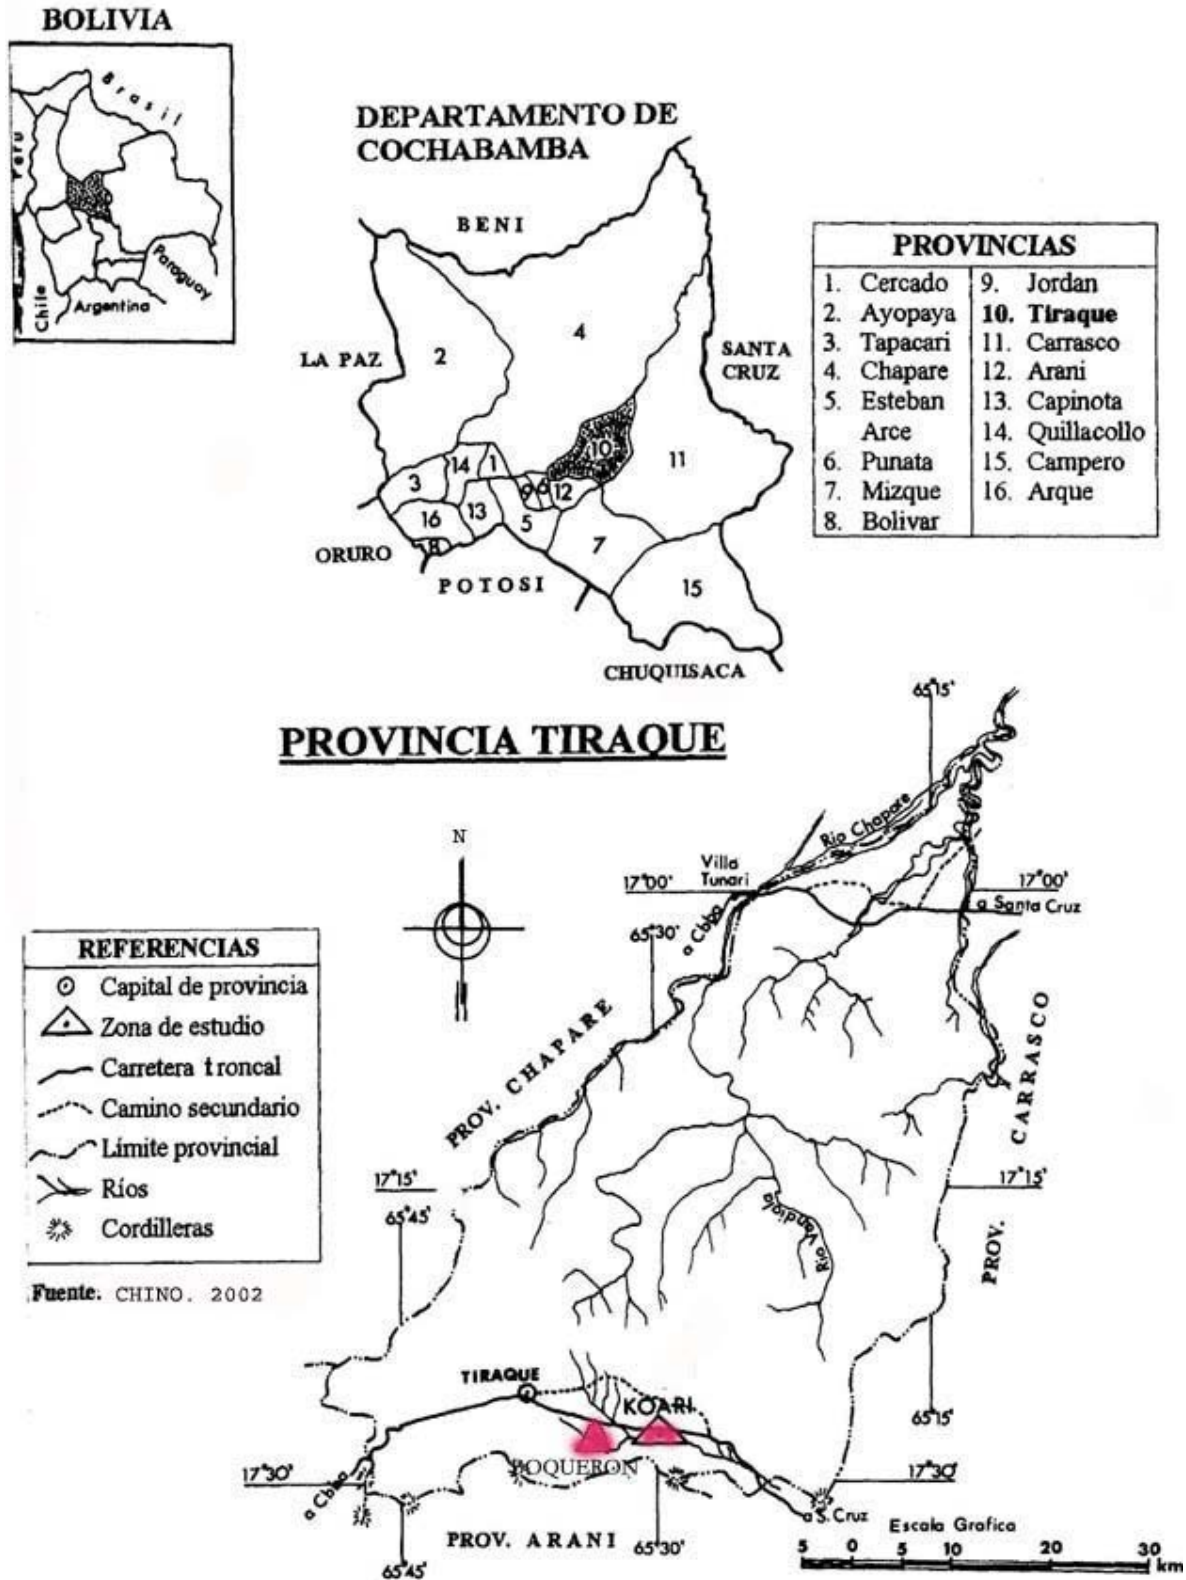 BOLIVIA
Brasil
Peru
Chile
Paraguay
Argentina
DEPARTAMENTO DE
COCHABAMBA
BENI
LA PAZ
SANTA
CRUZ
ORURO
POTOSI
CHUQUISACA
2
4
10
11
14
1
3
9
6
12
16
13
5
7
8
15
PROVINCIAS
1. Cercado
2. Ayopaya
3. Tapacari
4. Chapare
5. Esteban
Arce
6. Punata
7. Mizque
8. Bolivar
9. Jordan
10. Tiraque
11. Carrasco
12. Arani
13. Capinota
14. Quillacollo
15. Campero
16. Arque
PROVINCIA TIRAQUE
65°15'
N
Rio Chapare
Villa
Tunari
17°00'
17°00'
a Santa Cruz
a Cbba
65°30'
PROV. CHAPARE
PROV. CARRASCO
17°15'
17°15'
65°45'
Rio Vandiola
REFERENCIAS
Capital de provincia
Zona de estudio
Carretera troncal
Camino secundario
Límite provincial
Ríos
Cordilleras
Fuente. CHINO. 2002
TIRAQUE
KOARI
BOQUERON
65°15'
17°30'
17°30'
a Cbba
a S. Cruz
PROV. ARANI
65°30'
65°45'
Escala Grafica
5 0 5 10 20 30
km